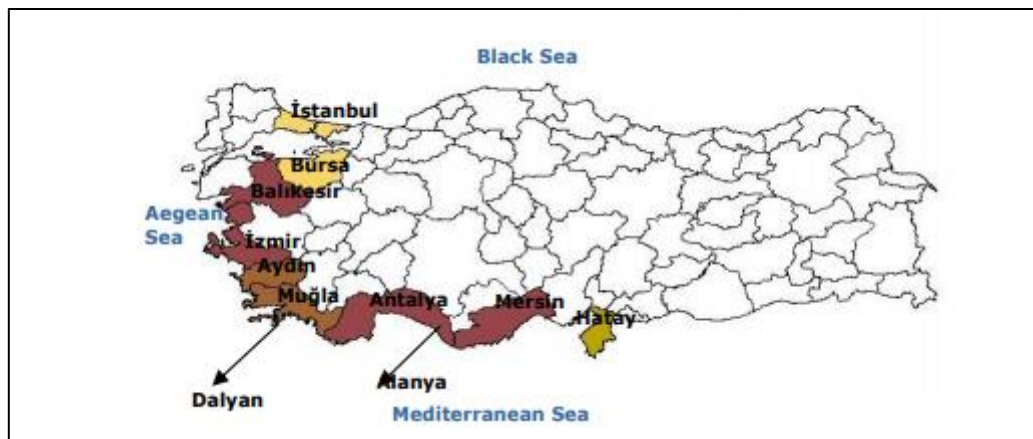 Black Sea
İstanbul
Bursa
Balıkesir
Aegean
Sea
İzmir
Aydın
Muğla
Antalya
Mersin
Hatay
Alanya
Dalyan
Mediterranean Sea